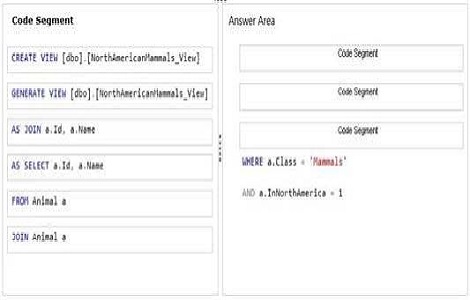 Code Segment
CREATE VIEW [dbo].[NorthAmericanMammals_View]
GENERATE VIEW [dbo].[NorthAmericanMammals_View]
AS JOIN a.Id, a.Name
AS SELECT a.Id, a.Name
FROM Animal a
JOIN Animal a
Answer Area
Code Segment
Code Segment
Code Segment
WHERE a.Class = 'Mammals'
AND a.InNorthAmerica = 1